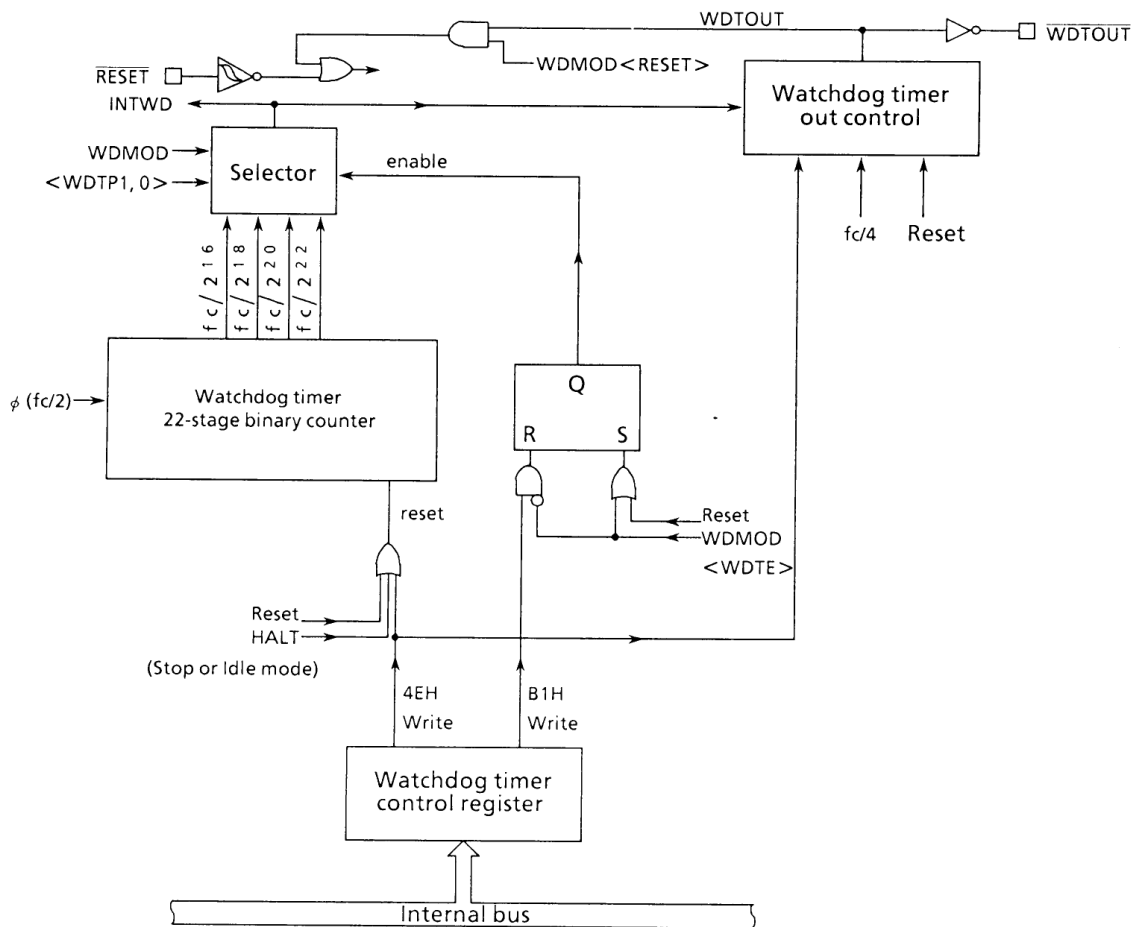 WDTOUT
WDTOUT
WDMOD<RESET>
RESET
INTWD
Watchdog timer
out control
WDMOD
<WDTP1, 0>
Selector
enable
fc/4
Reset
fc/2 16
fc/2 18
fc/2 20
fc/2 22
φ (fc/2)
Watchdog timer
22-stage binary counter
Q
R
S
reset
Reset
WDMOD
<WDTE>
Reset
HALT
(Stop or Idle mode)
4EH
Write
B1H
Write
Watchdog timer
control register
Internal bus